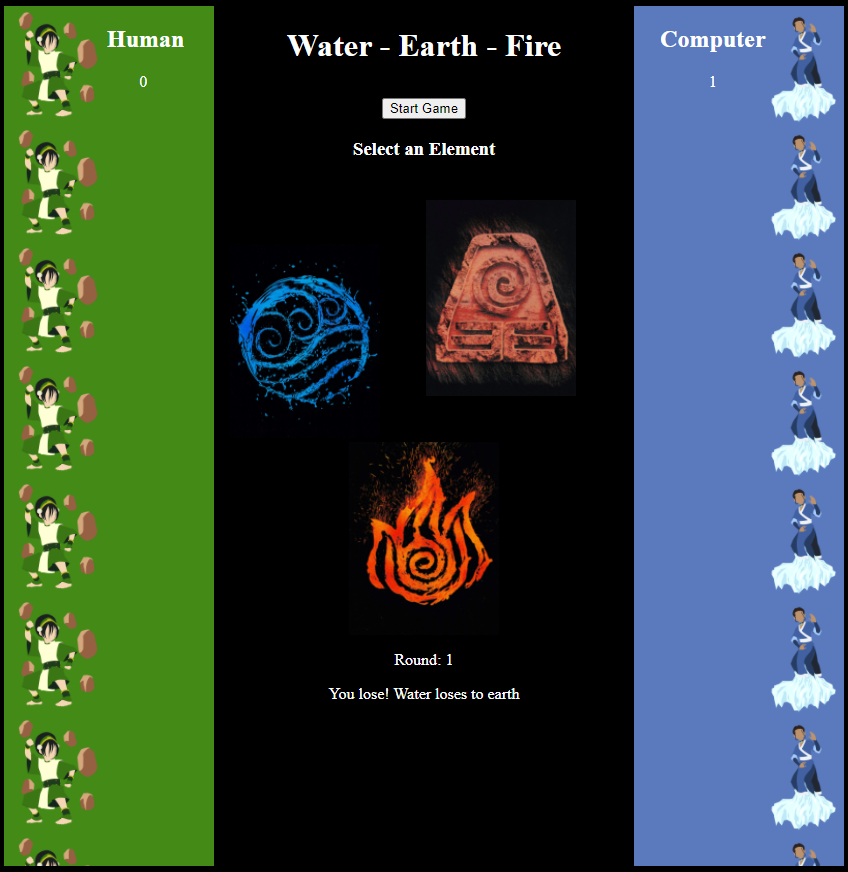 Human
0
Water - Earth - Fire
Start Game
Select an Element
Round: 1
You lose! Water loses to earth
Computer
1